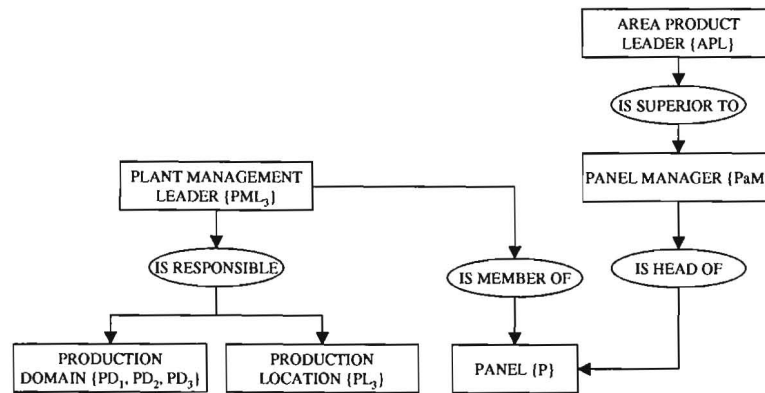 AREA PRODUCT
LEADER {APL}
IS SUPERIOR TO
PLANT MANAGEMENT
LEADER {PML₃}
PANEL MANAGER {PaM
IS RESPONSIBLE
IS MEMBER OF
IS HEAD OF
PRODUCTION
DOMAIN {PD₁, PD₂, PD₃}
PRODUCTION
LOCATION {PL₃}
PANEL {P}